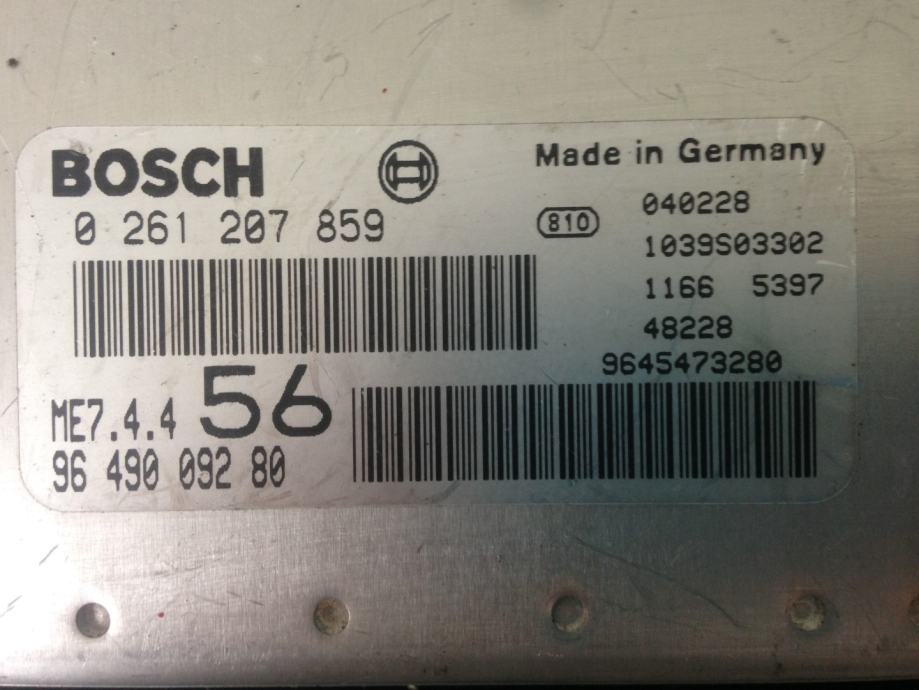 BOSCH
Made in Germany
0 261 207 859
810
040228
1039S03302
1166 5397
48228
9645473280
ME7.4.4 56
96 490 092 80